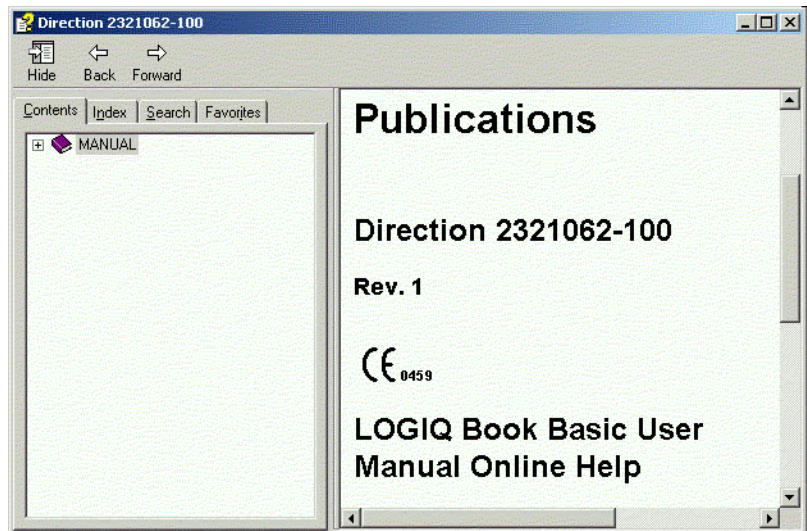 Direction 2321062-100
Hide Back Forward
Contents Index Search Favorites
MANUAL
Publications
Direction 2321062-100
Rev. 1
CE 0459
LOGIQ Book Basic User
Manual Online Help